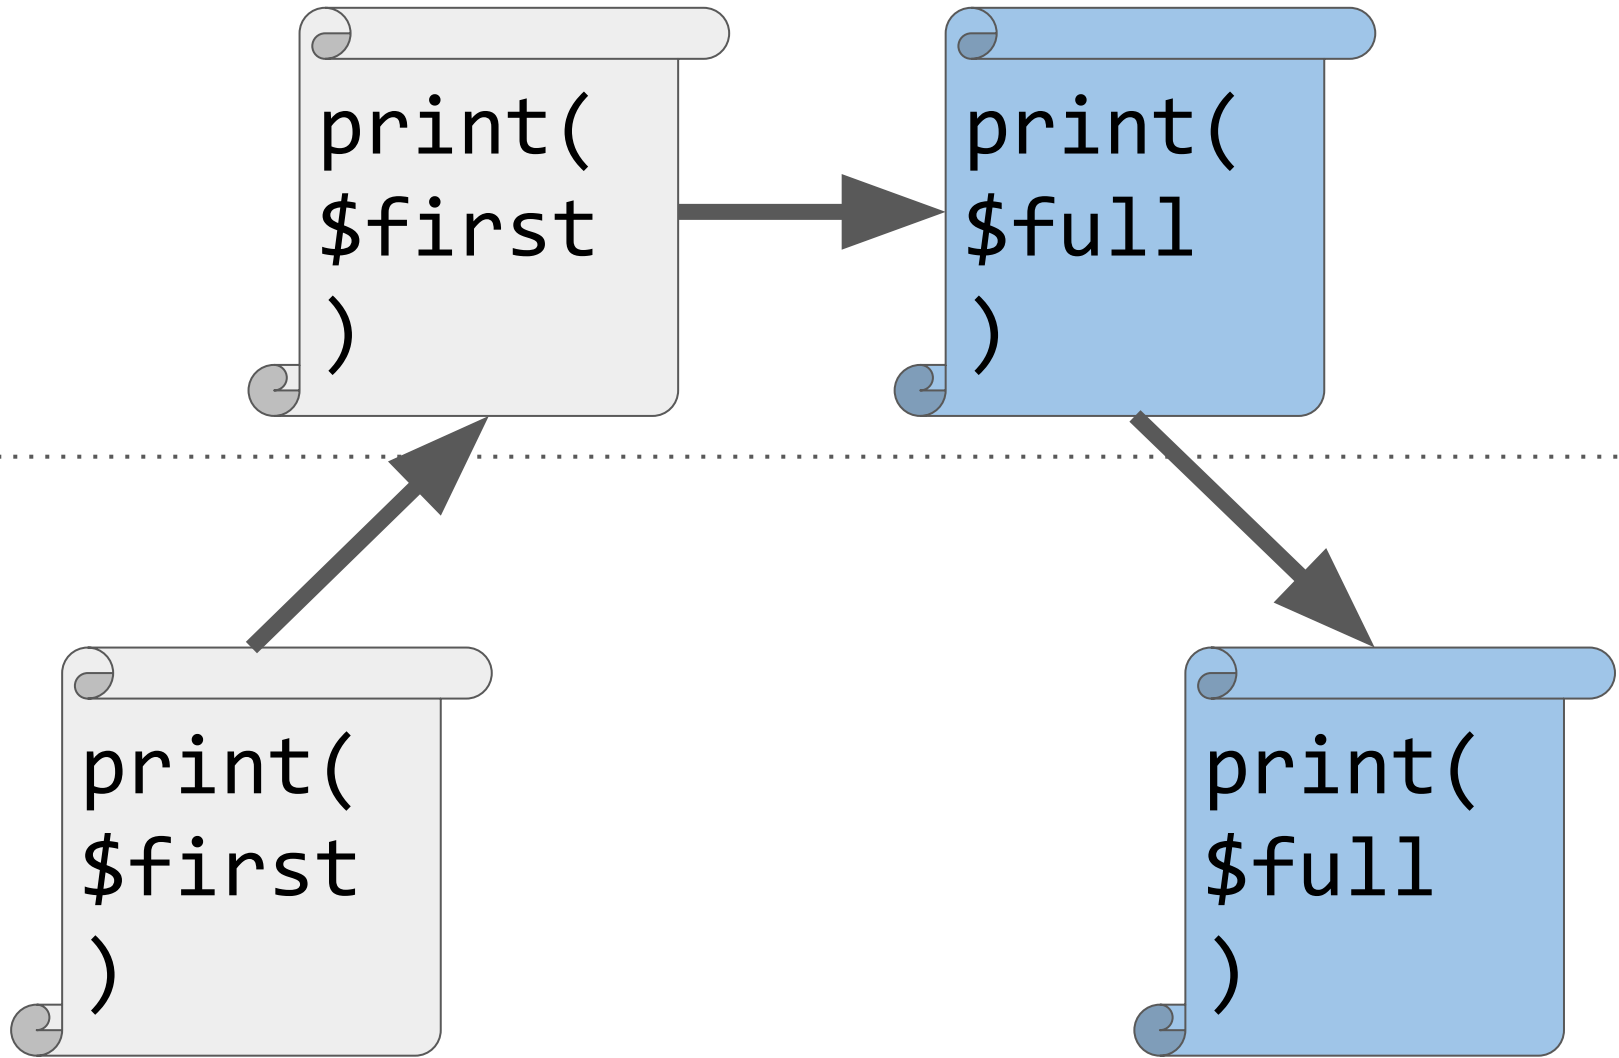 print(
$first
)
print(
$full
)
print(
$first
)
print(
$full
)